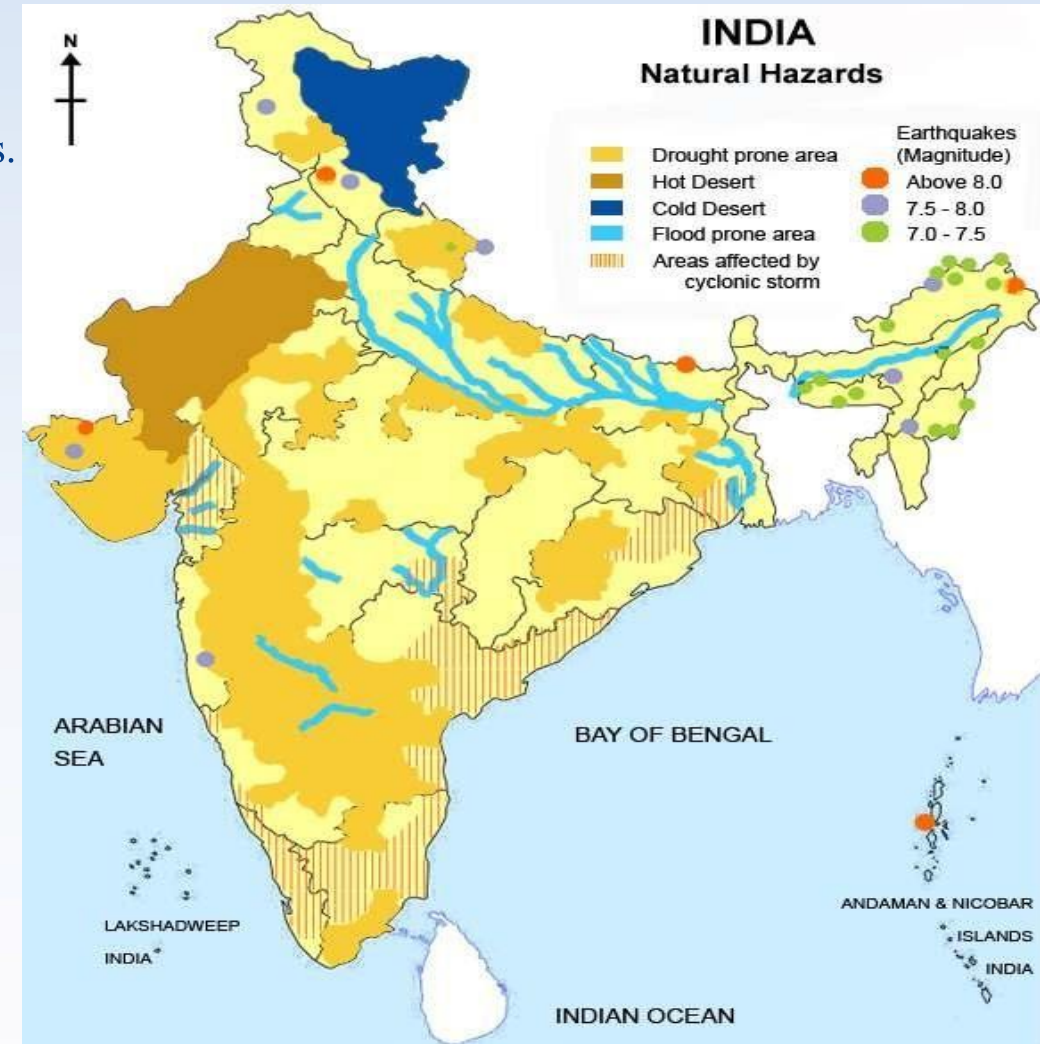 INDIA
Natural Hazards
N
s.
Drought prone area
Hot Desert
Cold Desert
Flood prone area
Areas affected by
cyclonic storm
Earthquakes
(Magnitude)
Above 8.0
7.5 - 8.0
7.0 - 7.5
ARABIAN
SEA
BAY OF BENGAL
LAKSHADWEEP
INDIA
ANDAMAN & NICOBAR
ISLANDS
INDIA
INDIAN OCEAN